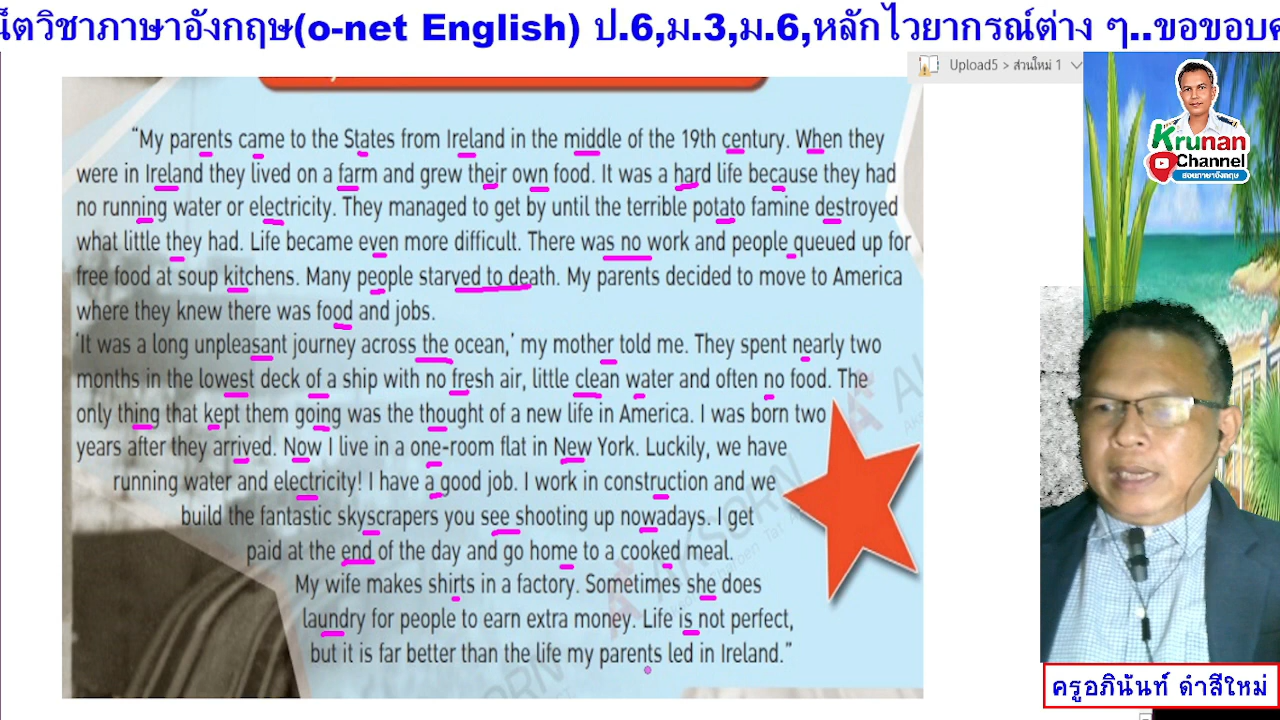 น็ตวิชาภาษาอังกฤษ(o-net English) ป.6,ม.3,ม.6,หลักไวยากรณ์ต่าง ๆ..ขอขอบค
Upload5 > ส่วนใหม่ 1
Krunan
Channel
สอนภาษาอังกฤษ
“My parents came to the States from Ireland in the middle of the 19th century. When they
were in Ireland they lived on a farm and grew their own food. It was a hard life because they had
no running water or electricity. They managed to get by until the terrible potato famine destroyed
what little they had. Life became even more difficult. There was no work and people queued up for
free food at soup kitchens. Many people starved to death. My parents decided to move to America
where they knew there was food and jobs.
‘It was a long unpleasant journey across the ocean,’ my mother told me. They spent nearly two
months in the lowest deck of a ship with no fresh air, little clean water and often no food. The
only thing that kept them going was the thought of a new life in America. I was born two
years after they arrived. Now I live in a one-room flat in New York. Luckily, we have
running water and electricity! I have a good job. I work in construction and we
build the fantastic skyscrapers you see shooting up nowadays. I get
paid at the end of the day and go home to a cooked meal.
My wife makes shirts in a factory. Sometimes she does
laundry for people to earn extra money. Life is not perfect,
but it is far better than the life my parents led in Ireland.”
ครูอภินันท์ ดำสีใหม่